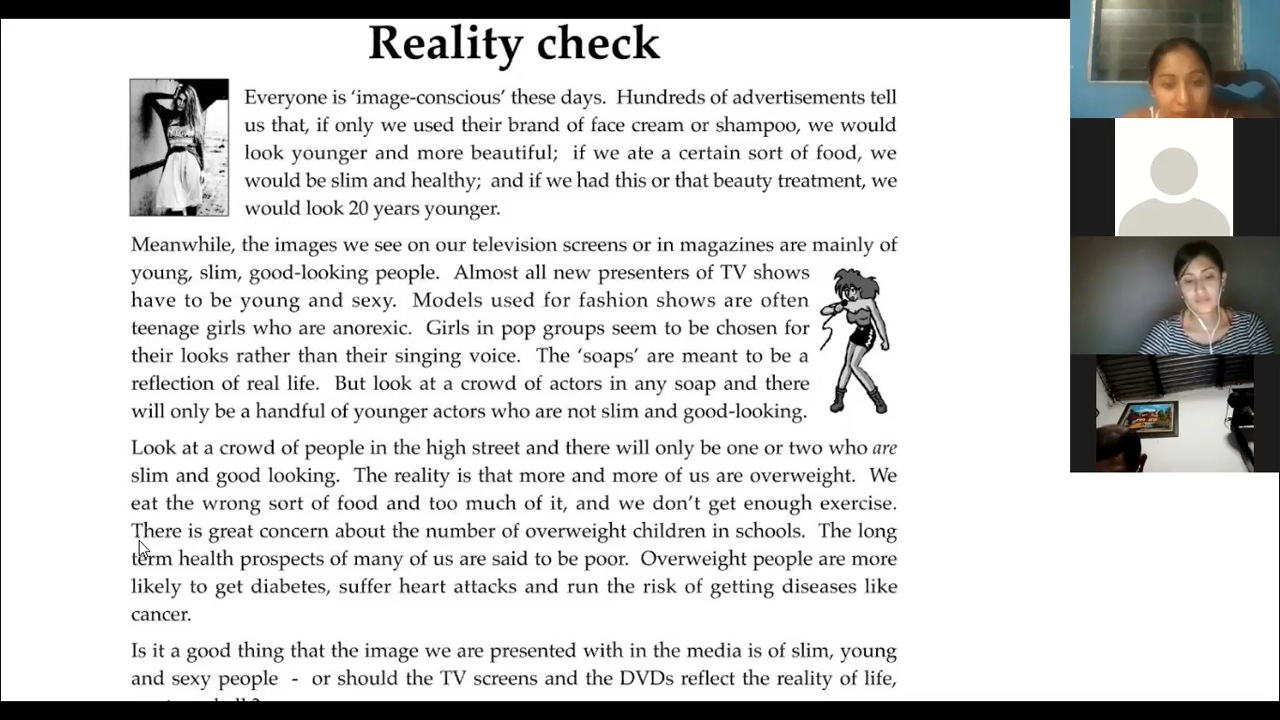 Reality check
Everyone is ‘image-conscious’ these days. Hundreds of advertisements tell
us that, if only we used their brand of face cream or shampoo, we would
look younger and more beautiful; if we ate a certain sort of food, we
would be slim and healthy; and if we had this or that beauty treatment, we
would look 20 years younger.
Meanwhile, the images we see on our television screens or in magazines are mainly of
young, slim, good-looking people. Almost all new presenters of TV shows
have to be young and sexy. Models used for fashion shows are often
teenage girls who are anorexic. Girls in pop groups seem to be chosen for
their looks rather than their singing voice. The ‘soaps’ are meant to be a
reflection of real life. But look at a crowd of actors in any soap and there
will only be a handful of younger actors who are not slim and good-looking.
Look at a crowd of people in the high street and there will only be one or two who are
slim and good looking. The reality is that more and more of us are overweight. We
eat the wrong sort of food and too much of it, and we don’t get enough exercise.
There is great concern about the number of overweight children in schools. The long
term health prospects of many of us are said to be poor. Overweight people are more
likely to get diabetes, suffer heart attacks and run the risk of getting diseases like
cancer.
Is it a good thing that the image we are presented with in the media is of slim, young
and sexy people - or should the TV screens and the DVDs reflect the reality of life,